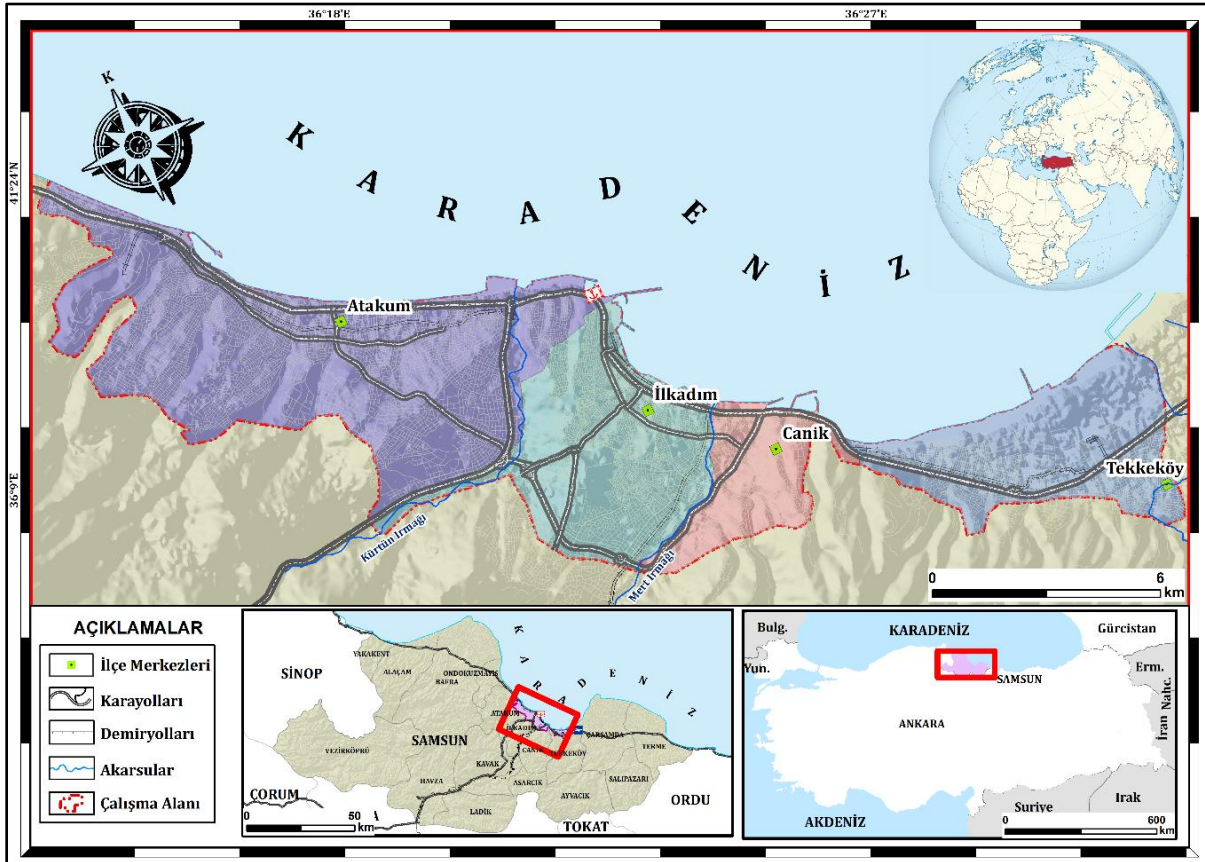 36°18'E
36°27'E
41°24'N
36°9'E
K
KARADENİZ
Atakum
İlkadım
Canik
Tekkeköy
Kürtün Irmağı
Mert Irmağı
0 6
km
AÇIKLAMALAR
İlçe Merkezleri
Karayolları
Demiryolları
Akarsular
Çalışma Alanı
KARADENİZ
SİNOP
YAKAKENT
ALAÇAM
ONDOKUZMAYIS
BAFRA
ATAKUM
İLKADIM
CANİK
TEKKEKÖY
ÇARŞAMBA
TERME
VEZİRKÖPRÜ
SAMSUN
KAVAK
HAVZA
ASARCIK
SALIPAZARI
AYVACIK
LADİK
ÇORUM
ORDU
TOKAT
0 50
km
Bulg.
KARADENİZ
Gürcistan
Yun.
SAMSUN
Erm.
Nahc.
İran
ANKARA
Irak
Suriye
AKDENİZ
0 600
km